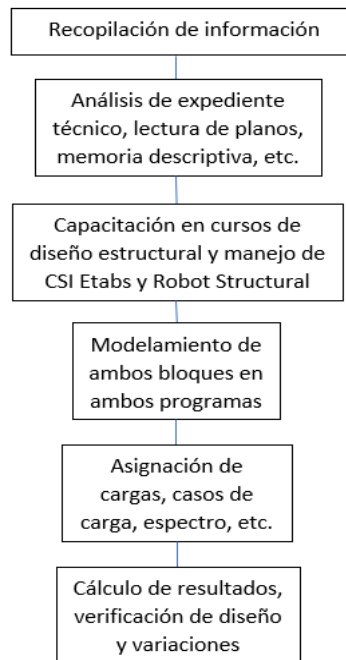 Recopilación de información
Análisis de expediente
técnico, lectura de planos,
memoria descriptiva, etc.
Capacitación en cursos de
diseño estructural y manejo de
CSI Etabs y Robot Structural
Modelamiento de
ambos bloques en
ambos programas
Asignación de
cargas, casos de
carga, espectro, etc.
Cálculo de resultados,
verificación de diseño
y variaciones